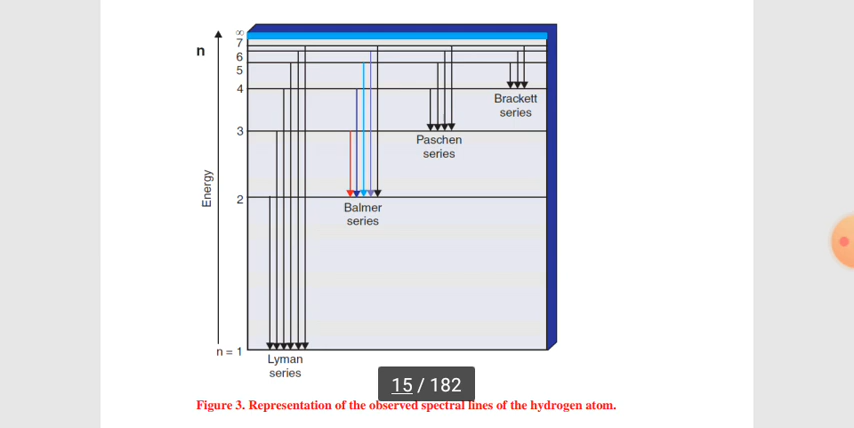 ∞
7
n
6
5
4
Brackett
series
3
Paschen
series
Energy
2
Balmer
series
n = 1
Lyman
series
15 / 182
Figure 3. Representation of the observed spectral lines of the hydrogen atom.